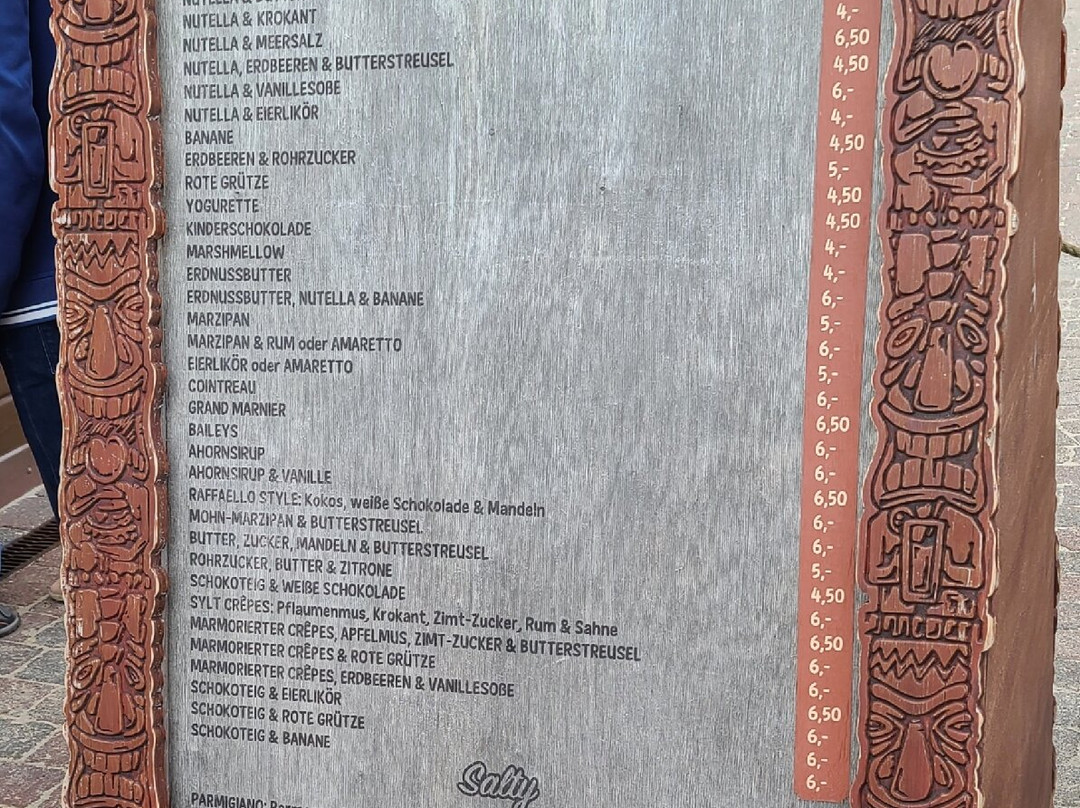 NUTELLA & KROKANT
NUTELLA & MEERSALZ
NUTELLA, ERDBEEREN & BUTTERSTREUSEL
NUTELLA & VANILLESOßE
NUTELLA & EIERLIKÖR
BANANE
ERDBEEREN & ROHRZUCKER
ROTE GRÜTZE
YOGURETTE
KINDERSCHOKOLADE
MARSHMELLOW
ERDNUSSBUTTER
ERDNUSSBUTTER, NUTELLA & BANANE
MARZIPAN
MARZIPAN & RUM oder AMARETTO
EIERLIKÖR oder AMARETTO
COINTREAU
GRAND MARNIER
BAILEYS
AHORNSIRUP
AHORNSIRUP & VANILLE
RAFFAELLO STYLE: Kokos, weiße Schokolade & Mandeln
MOHN-MARZIPAN & BUTTERSTREUSEL
BUTTER, ZUCKER, MANDELN & BUTTERSTREUSEL
ROHRZUCKER, BUTTER & ZITRONE
SCHOKOTEIG & WEIßE SCHOKOLADE
SYLT CRÊPES: Pflaumenmus, Krokant, Zimt-Zucker, Rum & Sahne
MARMORIERTER CRÊPES, APFELMUS, ZIMT-ZUCKER & BUTTERSTREUSEL
MARMORIERTER CRÊPES & ROTE GRÜTZE
MARMORIERTER CRÊPES, ERDBEEREN & VANILLESOßE
SCHOKOTEIG & EIERLIKÖR
SCHOKOTEIG & ROTE GRÜTZE
SCHOKOTEIG & BANANE
4,-
6,50
4,50
6,-
4,-
4,50
5,-
4,50
4,50
4,-
4,-
6,-
5,-
6,-
5,-
6,-
6,50
6,-
6,-
6,50
6,-
6,-
5,-
4,50
6,-
6,50
6,-
6,-
6,50
6,-
6,-
6,-
Salty
PARMIGIANO: